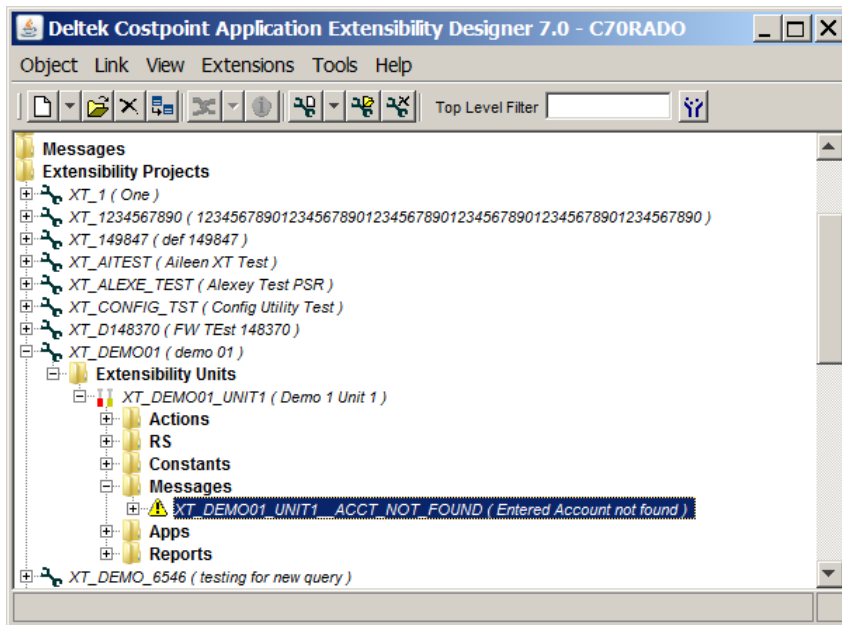 Deltek Costpoint Application Extensibility Designer 7.0 - C70RADO
Object Link View Extensions Tools Help
Top Level Filter
Messages
Extensibility Projects
XT_1 ( One )
XT_1234567890 ( 12345678901234567890123456789012345678901234567890 )
XT_149847 ( def 149847 )
XT_AITEST ( Aileen XT Test )
XT_ALEXE_TEST ( Alexey Test PSR )
XT_CONFIG_TST ( Config Utility Test )
XT_D148370 ( FW TEst 148370 )
XT_DEMO01 ( demo 01 )
Extensibility Units
XT_DEMO01_UNIT1 ( Demo 1 Unit 1 )
Actions
RS
Constants
Messages
XT_DEMO01_UNIT1__ACCT_NOT_FOUND ( Entered Account not found )
Apps
Reports
XT_DEMO_6546 ( testing for new query )